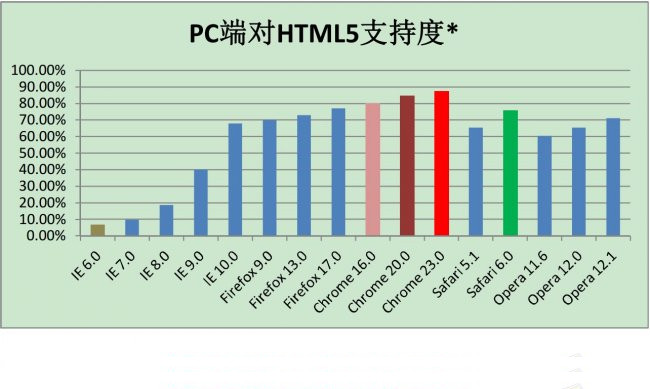 PC端对HTML5支持度*
100.00%
90.00%
80.00%
70.00%
60.00%
50.00%
40.00%
30.00%
20.00%
10.00%
0.00%
IE 6.0
IE 7.0
IE 8.0
IE 9.0
IE 10.0
Firefox 9.0
Firefox 13.0
Firefox 17.0
Chrome 16.0
Chrome 20.0
Chrome 23.0
Safari 5.1
Safari 6.0
Opera 11.6
Opera 12.0
Opera 12.1